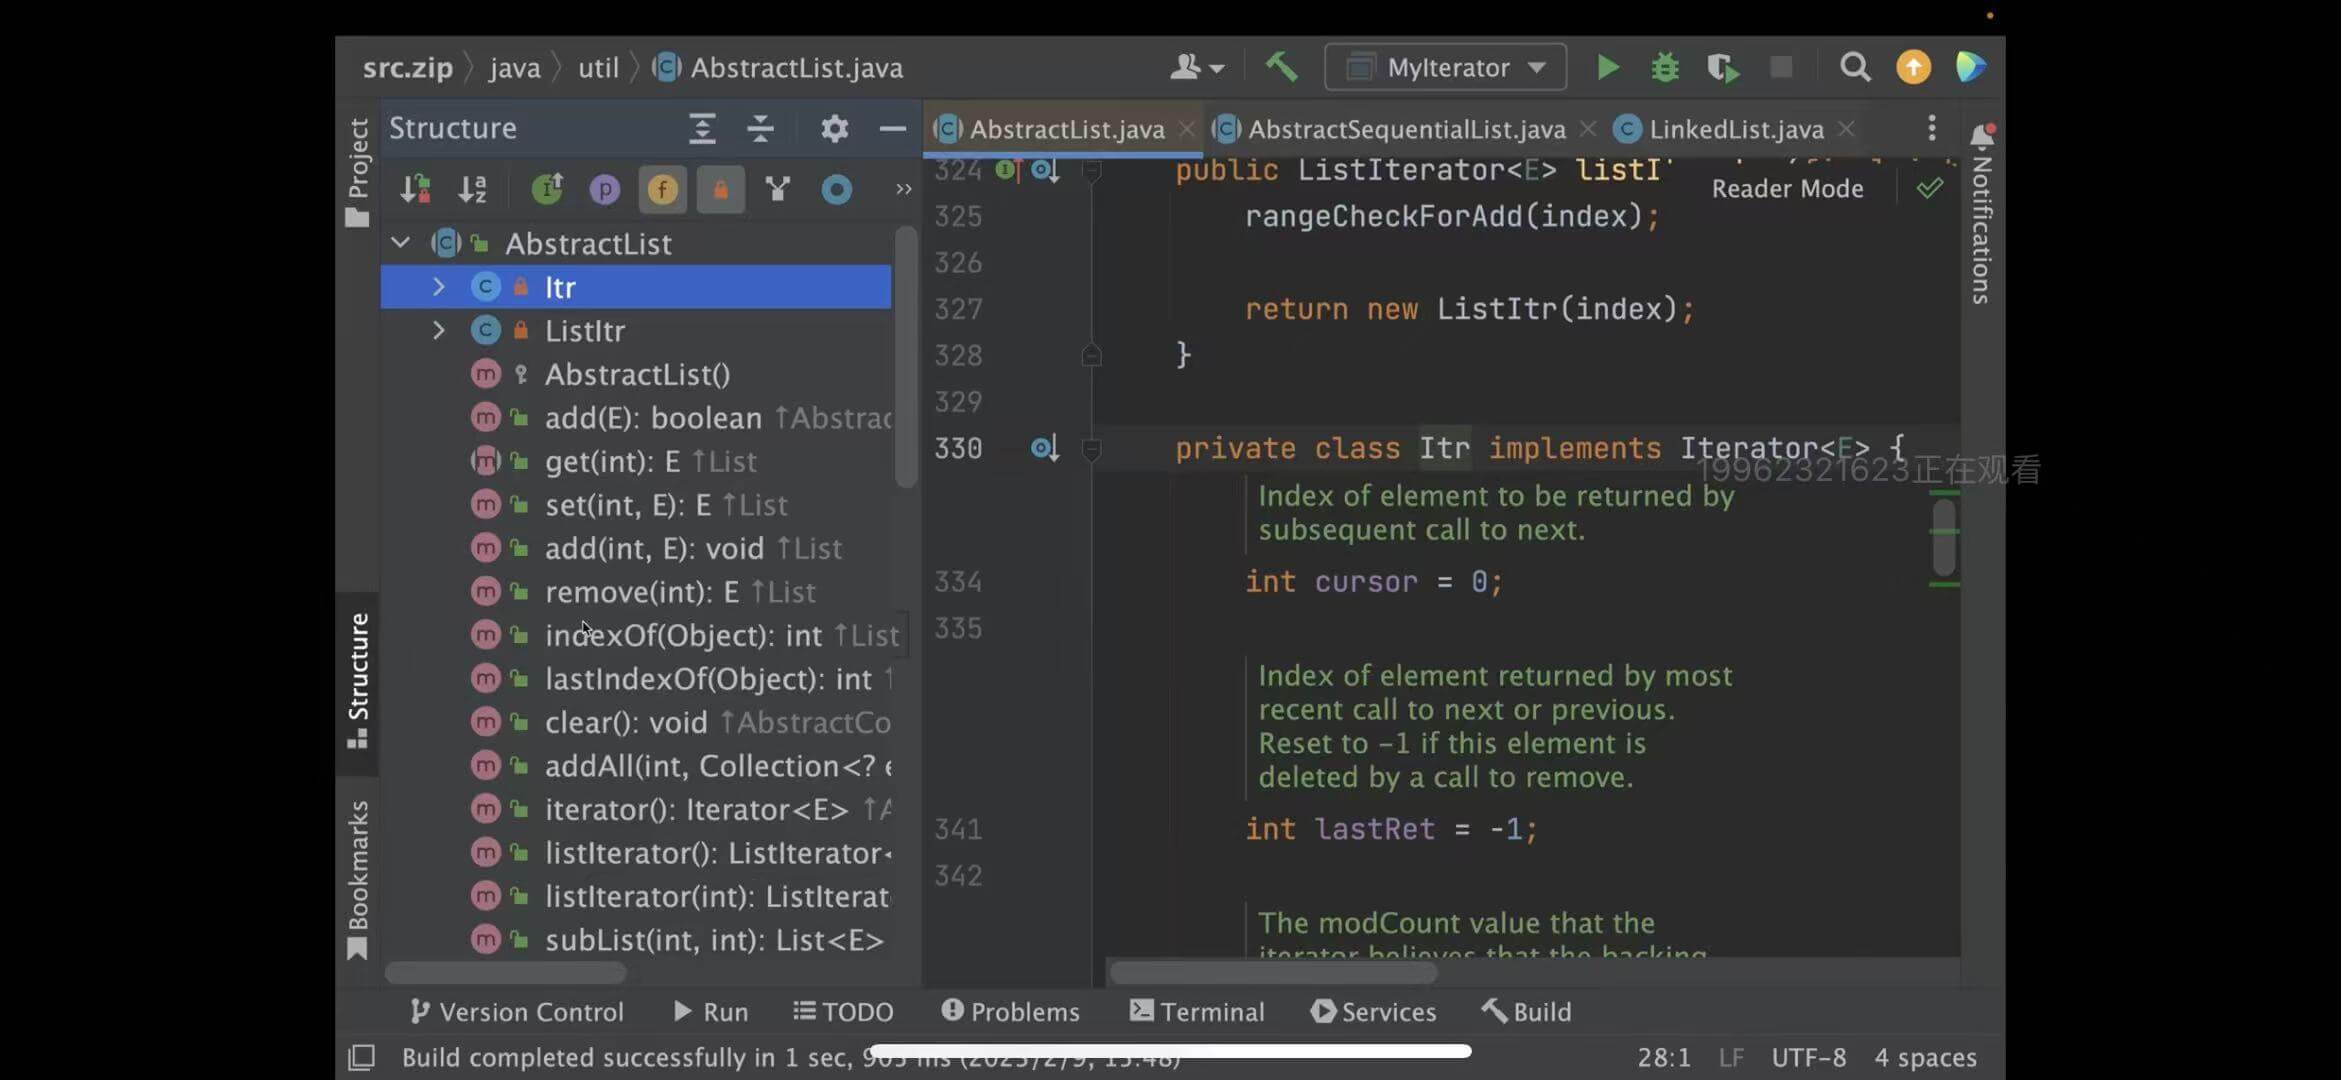 src.zip java util AbstractList.java
MyIterator
Project
Structure
AbstractList.java
AbstractSequentialList.java
LinkedList.java
Notifications
AbstractList
Itr
ListItr
AbstractList()
add(E): boolean ↑Abstrac
get(int): E ↑List
set(int, E): E ↑List
add(int, E): void ↑List
remove(int): E ↑List
indexOf(Object): int ↑List
lastIndexOf(Object): int ↑
clear(): void ↑AbstractCo
addAll(int, Collection<? e
iterator(): Iterator<E> ↑A
listIterator(): ListIterator<
listIterator(int): ListIterat
subList(int, int): List<E>
Structure
Bookmarks
Reader Mode
324 public ListIterator<E> listI
325 rangeCheckForAdd(index);
326
327 return new ListItr(index);
328 }
329
330 private class Itr implements Iterator<E> {
19962321623正在观看
Index of element to be returned by
subsequent call to next.
334 int cursor = 0;
335
Index of element returned by most
recent call to next or previous.
Reset to -1 if this element is
deleted by a call to remove.
341 int lastRet = -1;
342
The modCount value that the
iterator believes that the backing
Version Control Run TODO Problems Terminal Services Build
Build completed successfully in 1 sec,
28:1 LF UTF-8 4 spaces